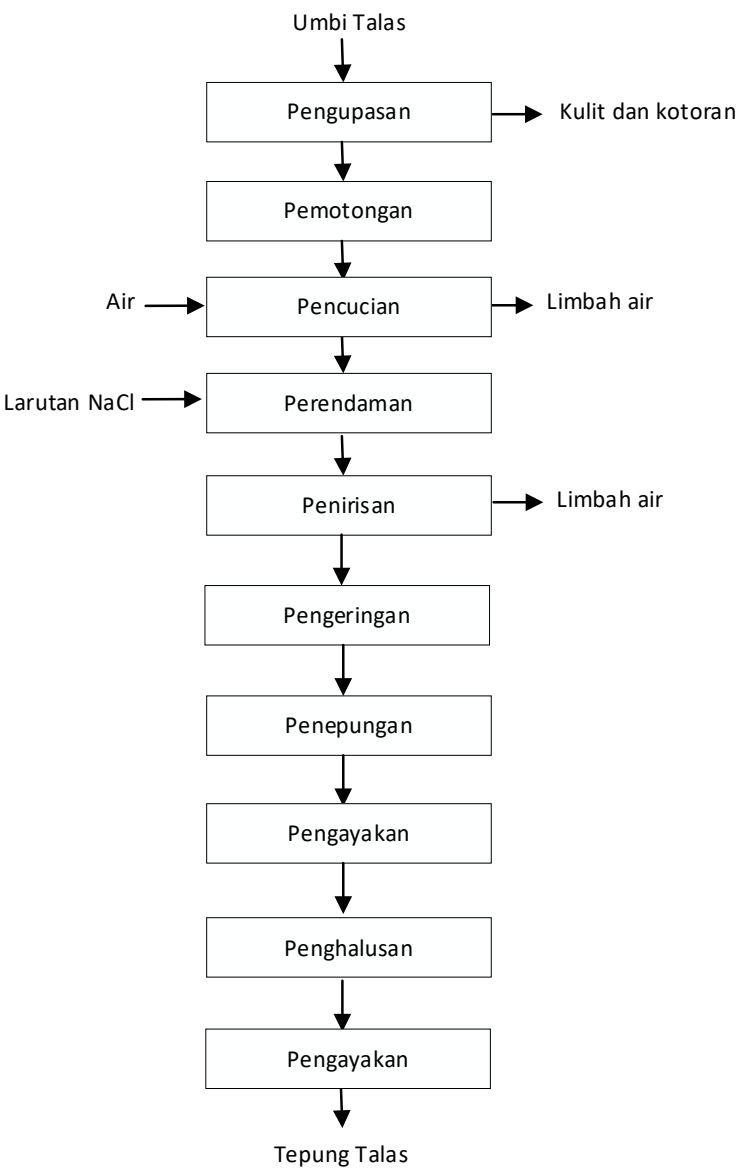 Umbi Talas
Pengupasan
Kulit dan kotoran
Pemotongan
Air
Pencucian
Limbah air
Larutan NaCl
Perendaman
Penirisan
Limbah air
Pengeringan
Penepungan
Pengayakan
Penghalusan
Pengayakan
Tepung Talas